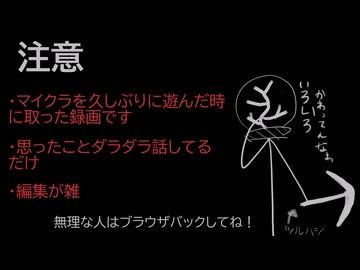 注意
・マイクラを久しぶりに遊んだ時
に取った録画です
・思ったことダラダラ話してる
だけ
・編集が雑
無理な人はブラウザバックしてね！
かわってんなぁ
いろいろ
ツルハシ